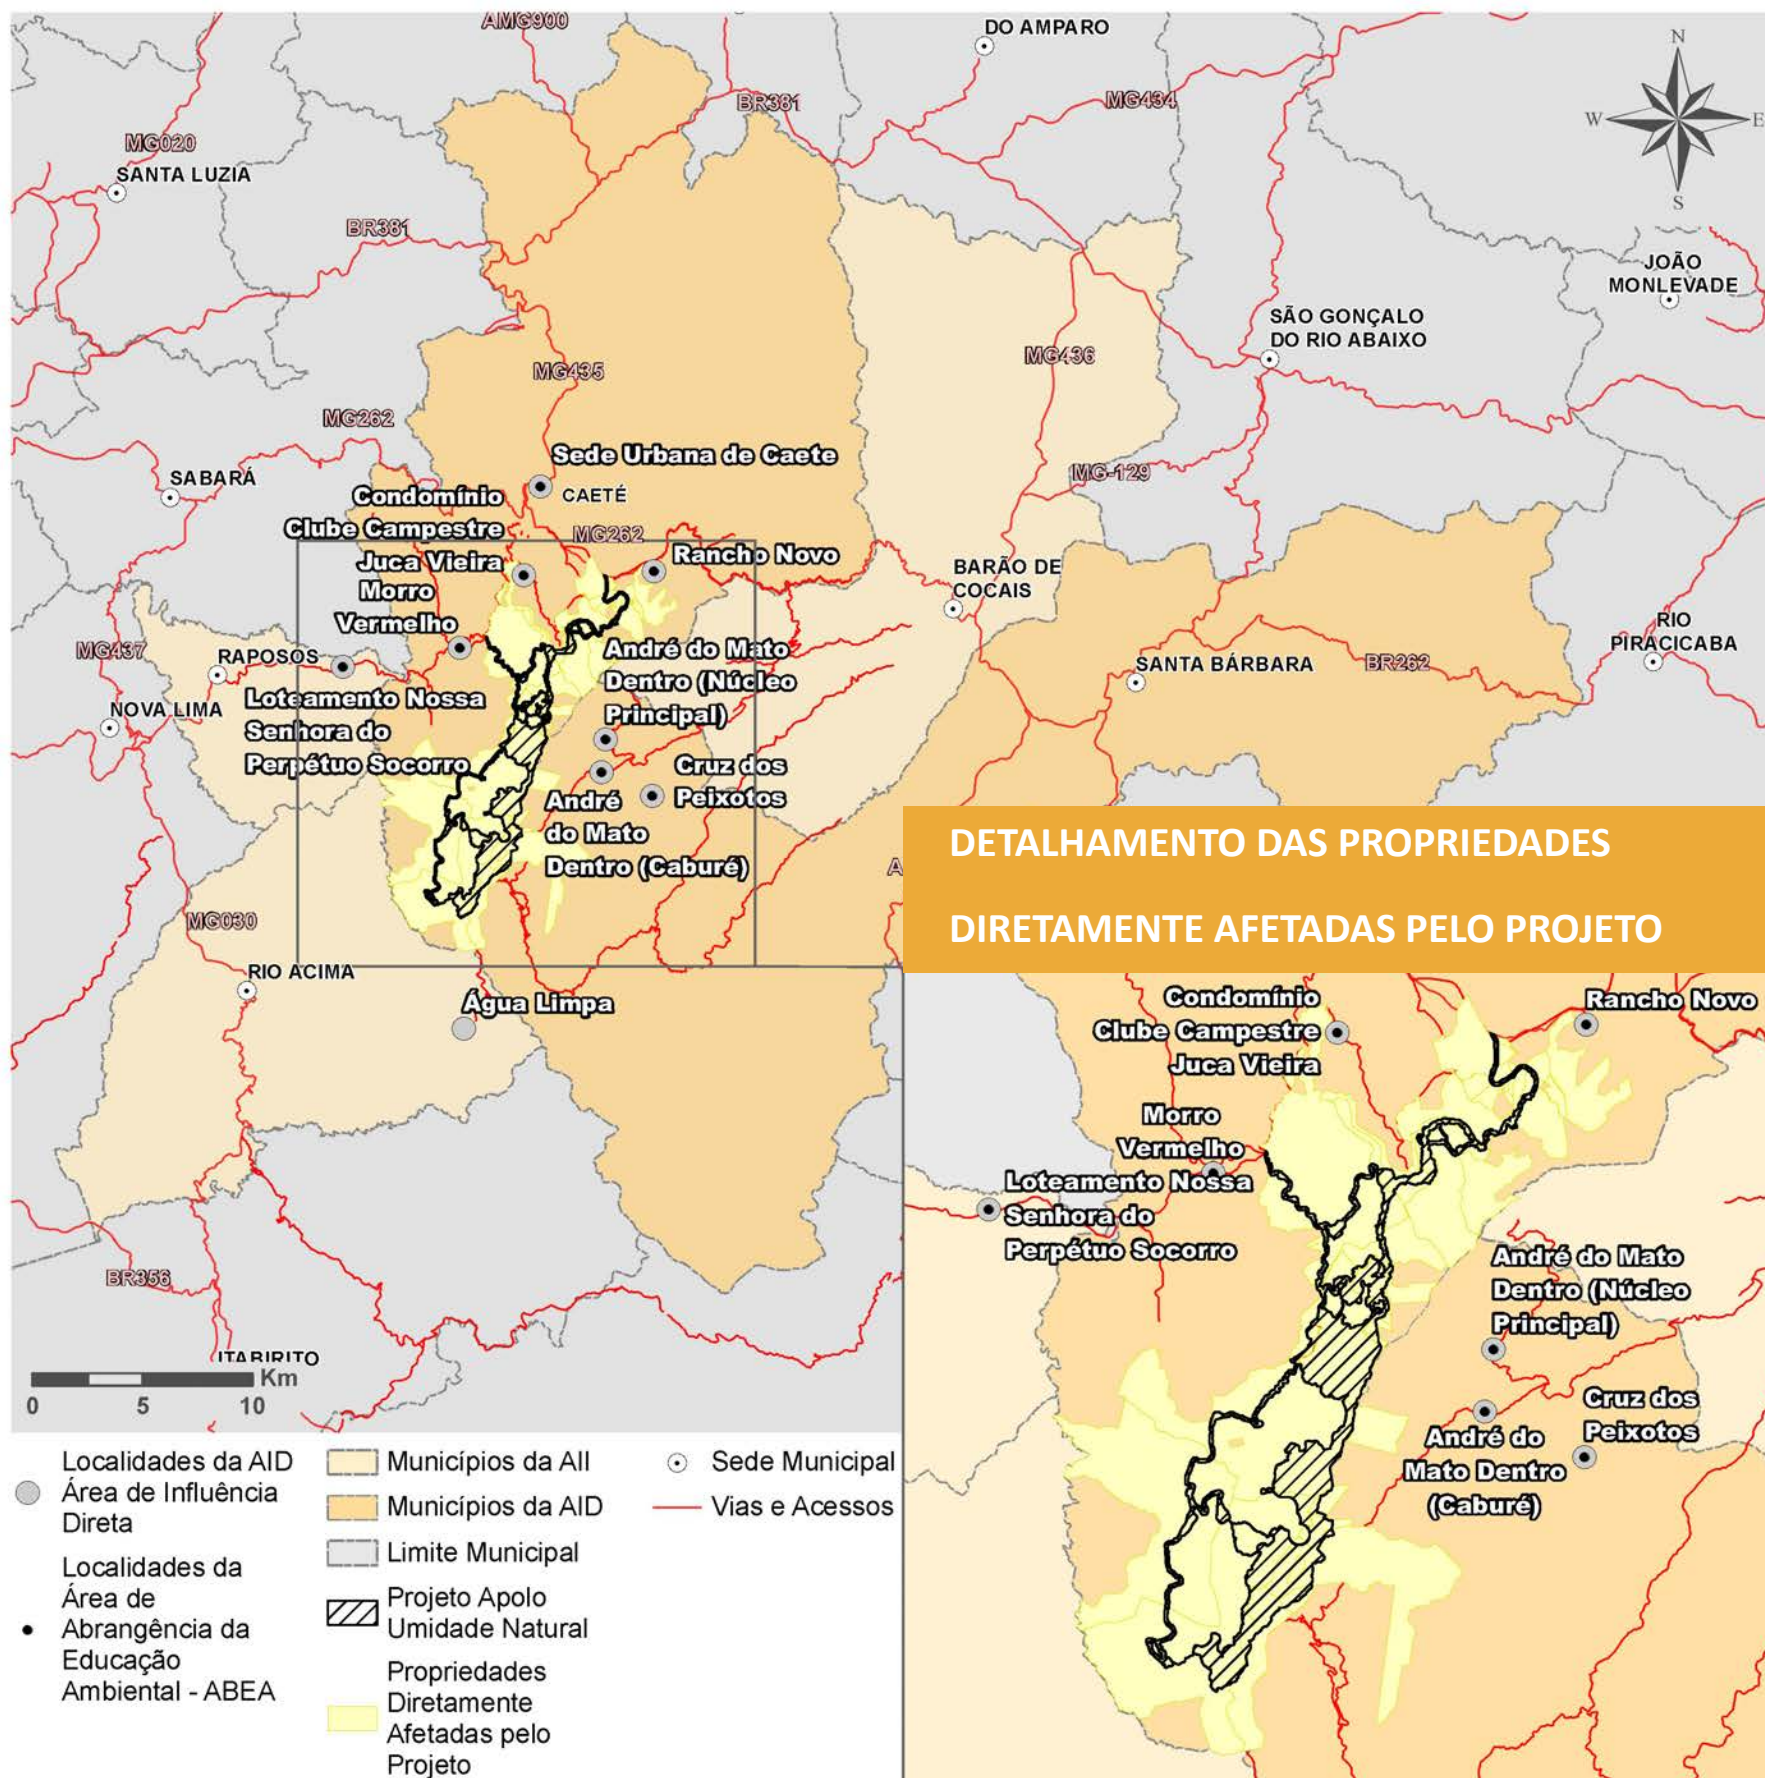 AMG900
DO AMPARO
N
W
E
S
BR381
MG434
MG020
SANTA LUZIA
BR381
JOÃO
MONLEVADE
SÃO GONÇALO
DO RIO ABAIXO
MG436
MG435
MG262
Sede Urbana de Caete
CAETÉ
SABARÁ
MG-129
Condomínio
Clube Campestre
Juca Vieira
MG262
Rancho Novo
BARÃO DE
COCAIS
Morro
Vermelho
MG437
RAPOSOS
André do Mato
Dentro (Núcleo
Principal)
RIO
PIRACICABA
SANTA BÁRBARA
BR262
NOVA LIMA
Loteamento Nossa
Senhora do
Perpétuo Socorro
Cruz dos
Peixotos
André
do Mato
Dentro (Caburé)
DETALHAMENTO DAS PROPRIEDADES
DIRETAMENTE AFETADAS PELO PROJETO
A
MG030
RIO ACIMA
Água Limpa
Condomínio
Clube Campestre
Juca Vieira
Rancho Novo
Morro
Vermelho
Loteamento Nossa
Senhora do
Perpétuo Socorro
André do Mato
Dentro (Núcleo
Principal)
Cruz dos
Peixotos
André do
Mato Dentro
(Caburé)
BR356
ITABIRITO
Km
0 5 10
Localidades da AID
Área de Influência
Direta
Localidades da
Área de
Abrangência da
Educação
Ambiental - ABEA
Municípios da AII
Municípios da AID
Limite Municipal
Projeto Apolo
Umidade Natural
Propriedades
Diretamente
Afetadas pelo
Projeto
Sede Municipal
Vias e Acessos